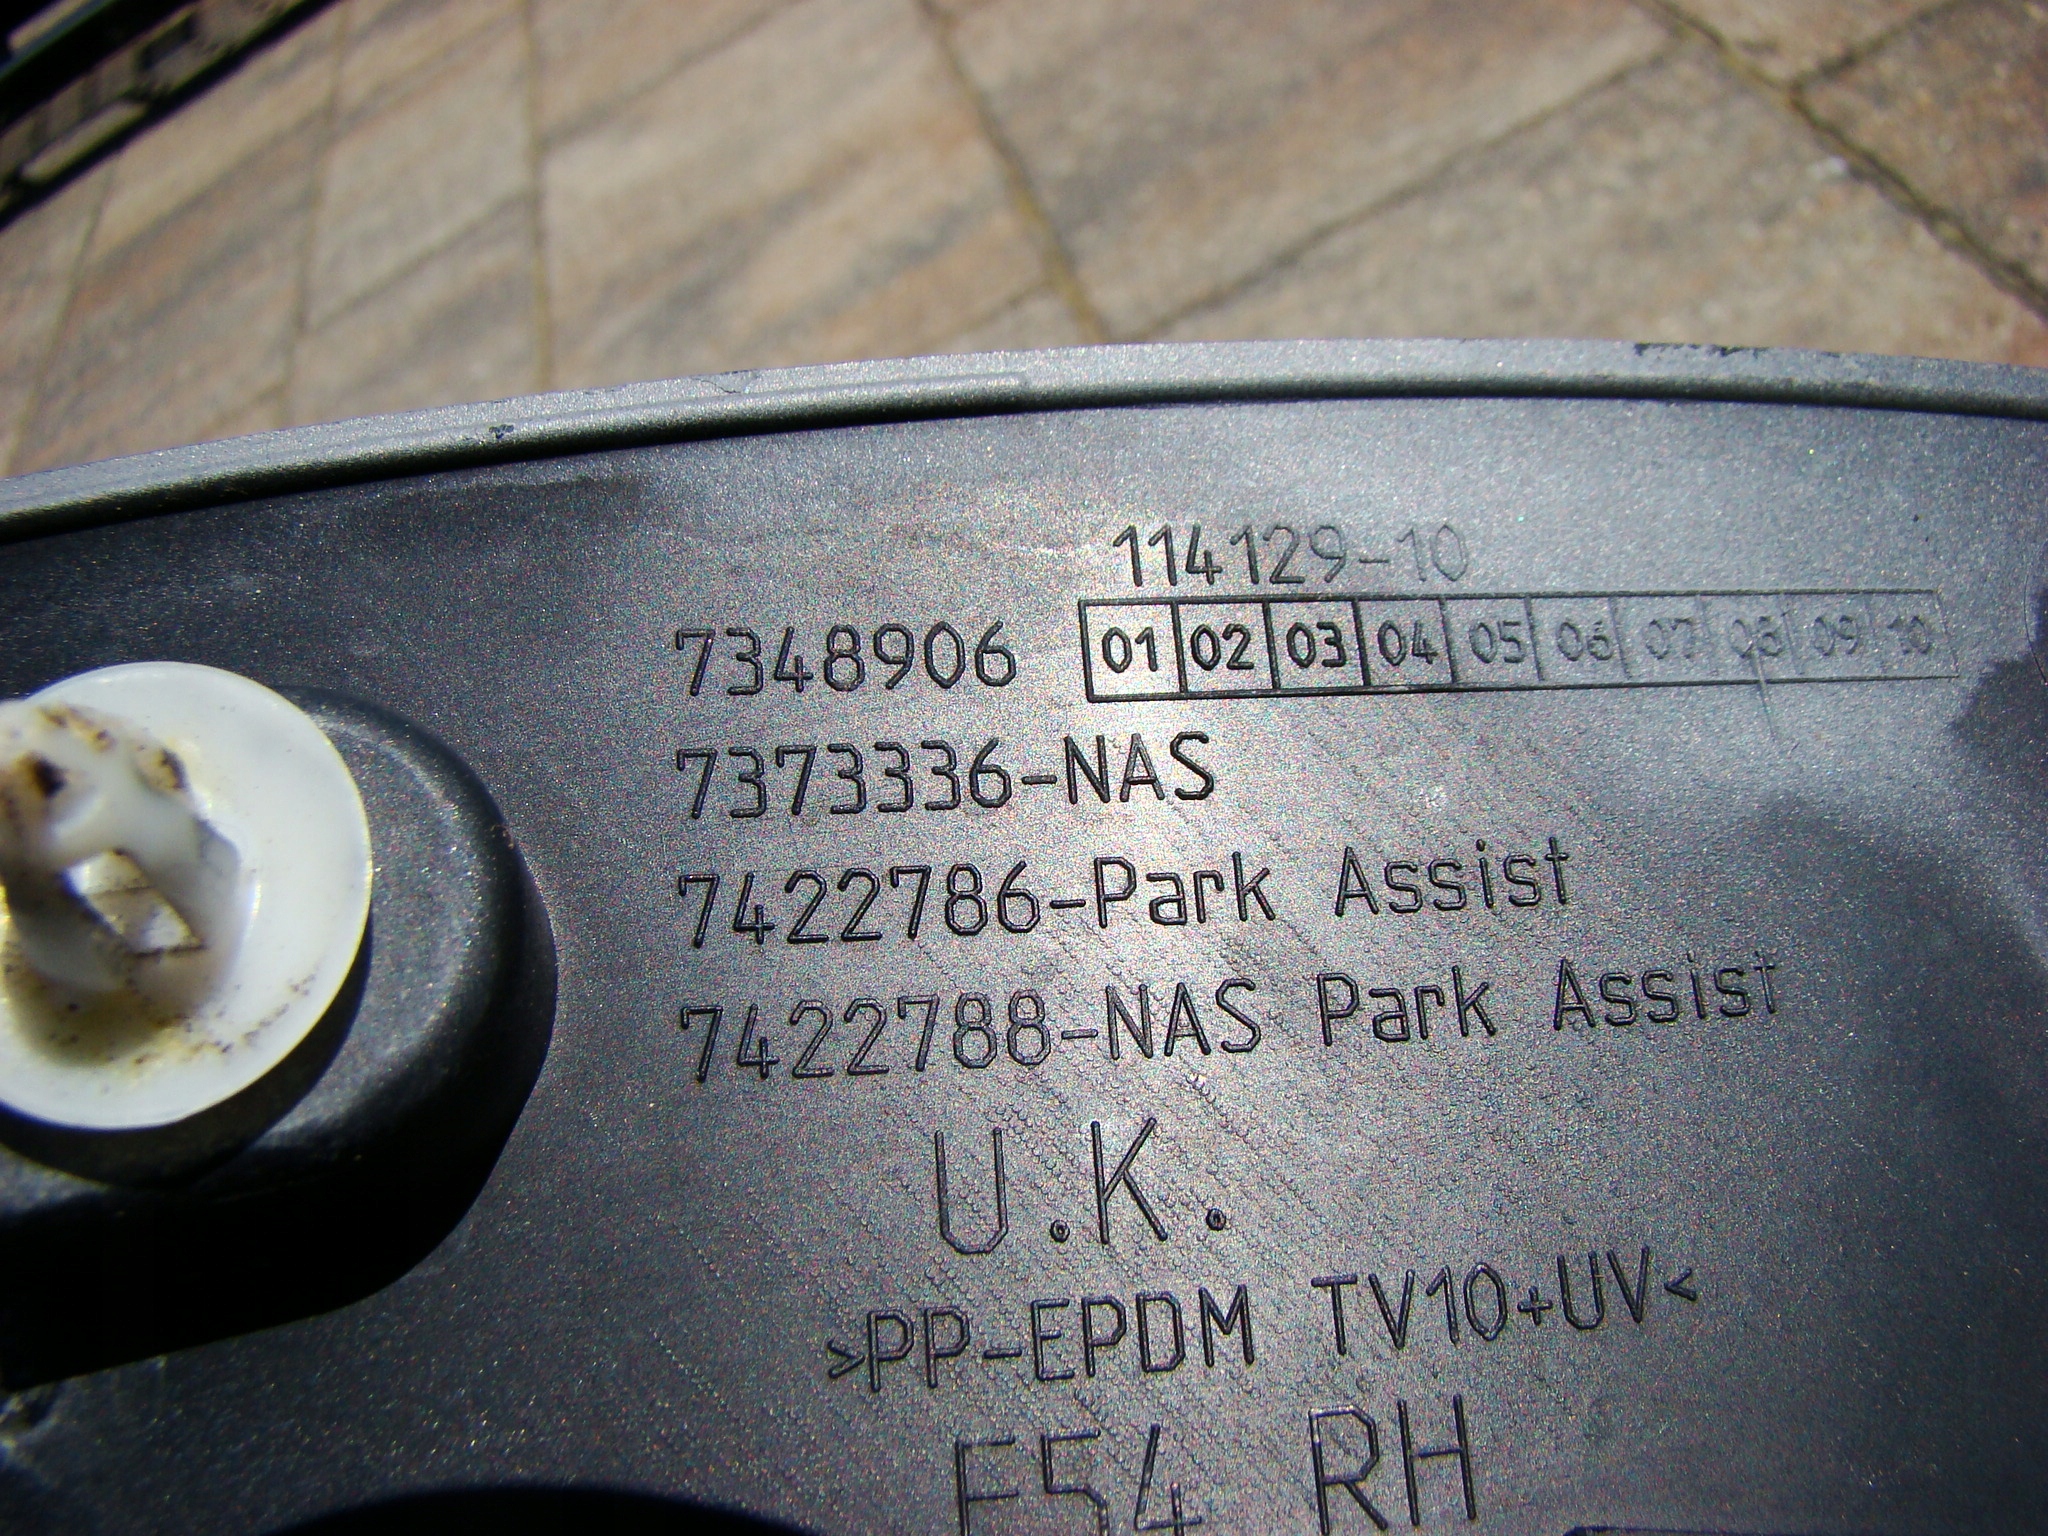 114129-10
7348906 01 02 03 04 05 06 07 08 09 10
7373336-NAS
7422786-Park Assist
7422788-NAS Park Assist
U.K.
>PP-EPDM TV10+UV<
F54 RH